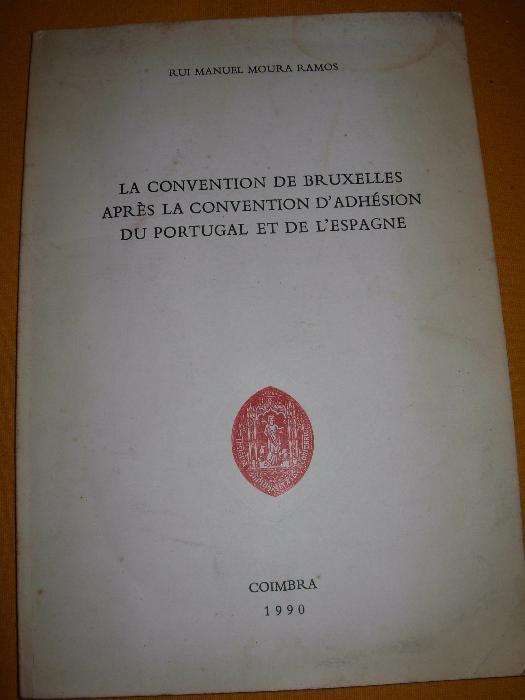 RUI MANUEL MOURA RAMOS
LA CONVENTION DE BRUXELLES
APRÈS LA CONVENTION D'ADHÉSION
DU PORTUGAL ET DE L'ESPAGNE
COIMBRA
1990